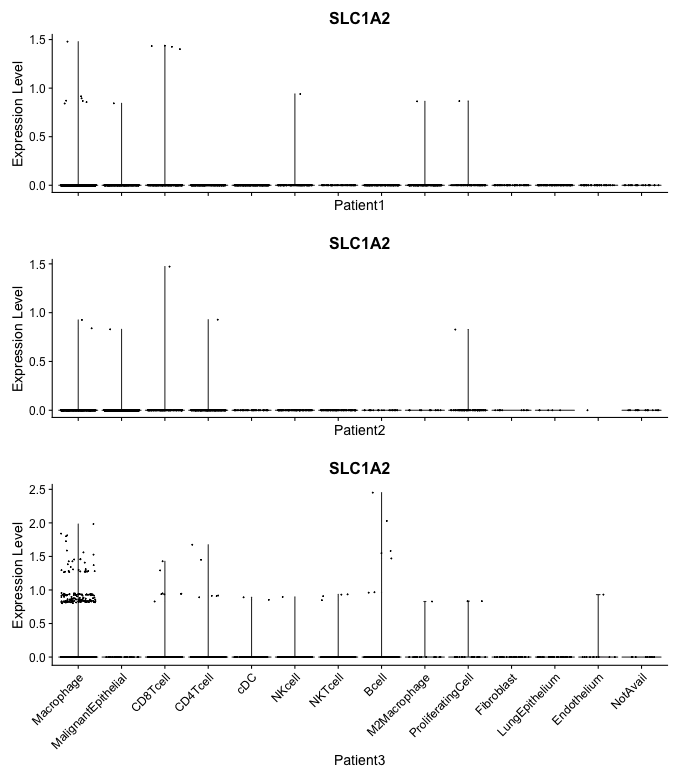 SLC1A2
Expression Level
1.5
1.0
0.5
0.0
Patient1
SLC1A2
Expression Level
1.5
1.0
0.5
0.0
Patient2
SLC1A2
Expression Level
2.5
2.0
1.5
1.0
0.5
0.0
Macrophage
MalignantEpithelial
CD8Tcell
CD4Tcell
cDC
NKcell
NKTcell
Bcell
M2Macrophage
ProliferatingCell
Fibroblast
LungEpithelium
Endothelium
NotAvail
Patient3